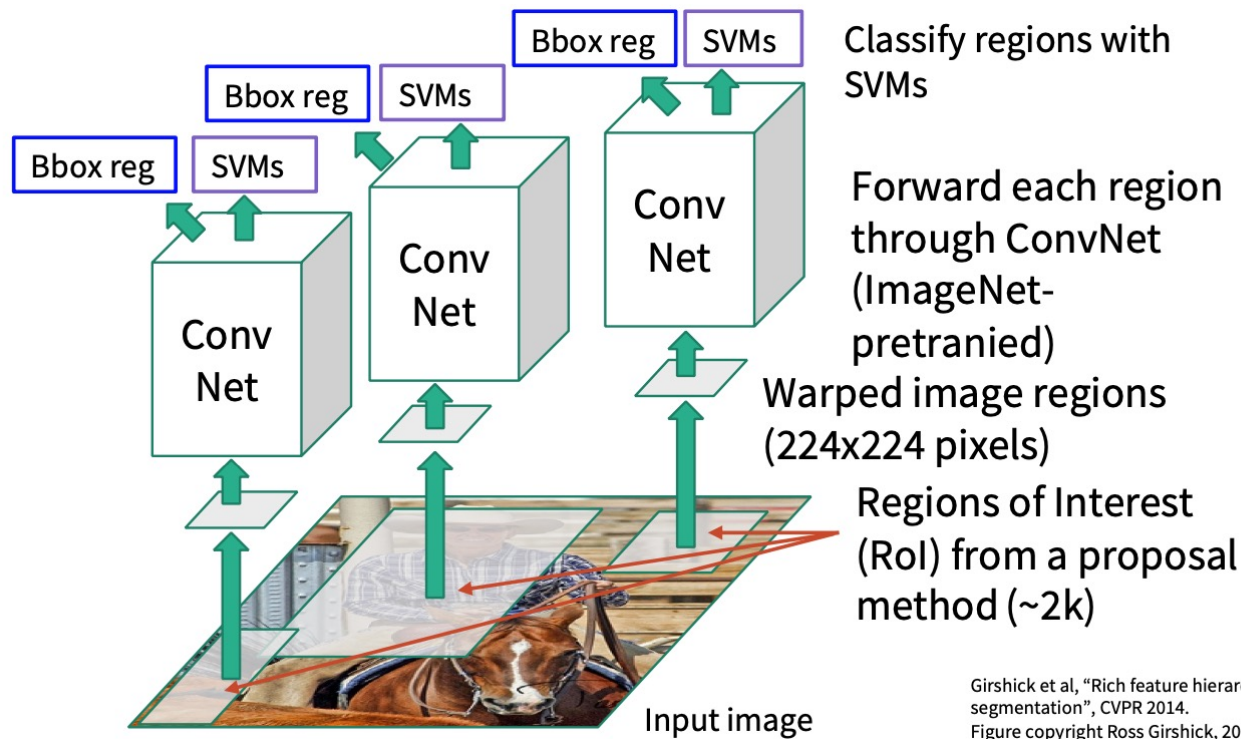 Bbox reg
SVMs
Classify regions with
SVMs
Bbox reg
SVMs
Bbox reg
SVMs
Forward each region
through ConvNet
(ImageNet-
pretranied)
Conv
Net
Conv
Net
Conv
Net
Warped image regions
(224x224 pixels)
Regions of Interest
(RoI) from a proposal
method (~2k)
Input image
Girshick et al, “Rich feature hierar
segmentation”, CVPR 2014.
Figure copyright Ross Girshick, 20